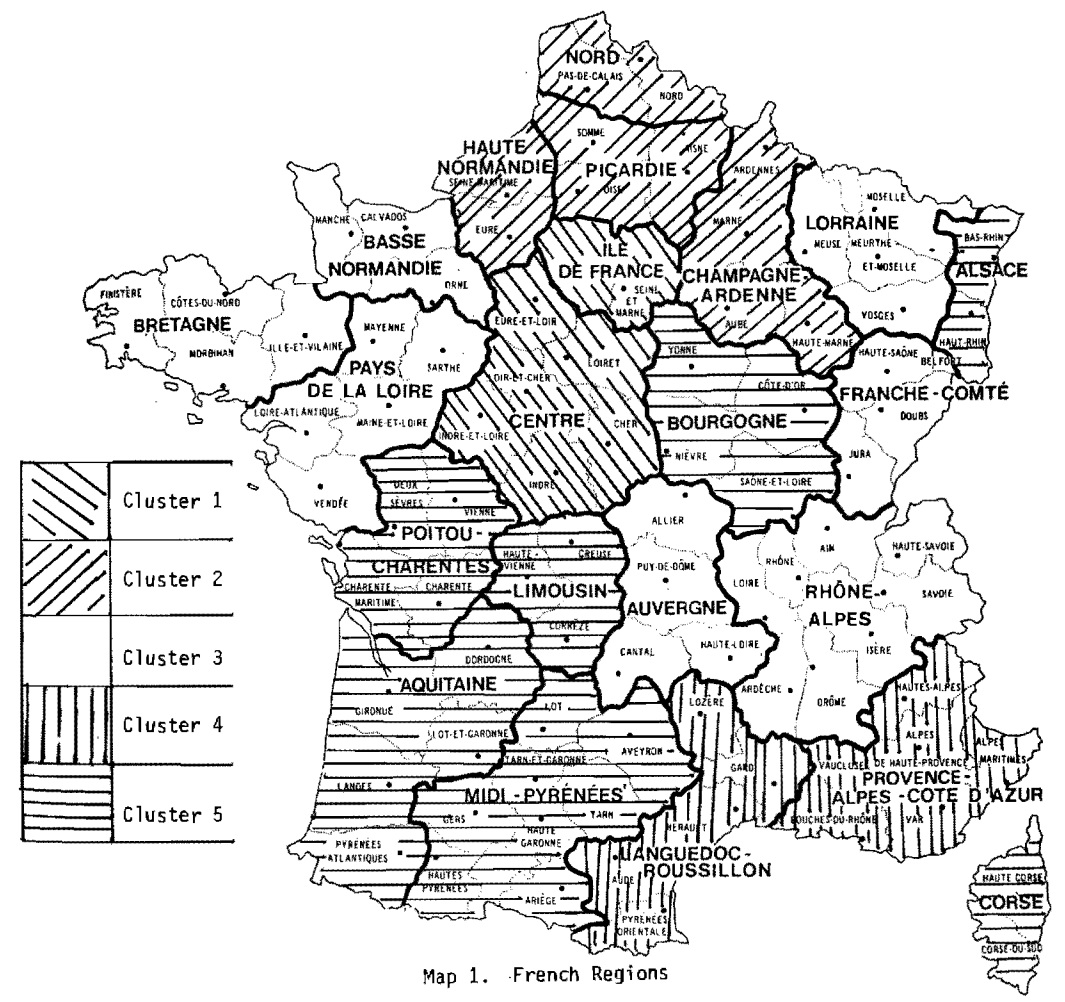 NORD
PAS-DE-CALAIS
NORD
SOMME
AISNE
HAUTE
NORMANDIE
PICARDIE
SEINE-MARITIME
OISE
EURE
ARDENNES
MARNE
CHAMPAGNE-
ARDENNE
AUBE
HAUTE-MARNE
MOSELLE
LORRAINE
MEUSE
MEURTHE
ET-MOSELLE
VOSGES
BAS-RHIN
ALSACE
HAUT-RHIN
MANCHE
CALVADOS
BASSE
NORMANDIE
ORNE
ILE
DE FRANCE
SEINE
ET
MARNE
FINISTÈRE
CÔTES-DU-NORD
BRETAGNE
MORBIHAN
ILLE-ET-VILAINE
MAYENNE
SARTHE
PAYS
DE LA LOIRE
LOIRE-ATLANTIQUE
MAINE-ET-LOIRE
VENDÉE
EURE-ET-LOIR
LOIRET
LOIR-ET-CHER
CENTRE
CHER
INDRE-ET-LOIRE
INDRE
YONNE
CÔTE-D'OR
BOURGOGNE
NIÈVRE
SAÔNE-ET-LOIRE
HAUTE-SAÔNE
BELFORT
FRANCHE-COMTÉ
DOUBS
JURA
DEUX
SÈVRES
VIENNE
POITOU-
CHARENTES
CHARENTE
MARITIME
CHARENTE
HAUTE-
VIENNE
CREUSE
LIMOUSIN
CORRÈZE
ALLIER
PUY-DE-DÔME
AUVERGNE
CANTAL
HAUTE-LOIRE
LOIRE
RHÔNE
AIN
HAUTE-SAVOIE
SAVOIE
RHÔNE-
ALPES
ISÈRE
ARDÈCHE
DRÔME
DORDOGNE
AQUITAINE
GIRONDE
LOT-ET-GARONNE
LANDES
PYRÉNÉES
ATLANTIQUES
LOT
AVEYRON
TARN-ET-GARONNE
MIDI-PYRÉNÉES
GERS
TARN
HAUTE
GARONNE
HAUTES
PYRÉNÉES
ARIÈGE
LOZÈRE
GARD
HERAULT
LANGUEDOC-
ROUSSILLON
AUDE
PYRÉNÉES
ORIENTALE
HAUTES-ALPES
ALPES
DE HAUTE-PROVENCE
VAUCLUSE
ALPES
MARITIMES
PROVENCE-
ALPES-COTE D'AZUR
BOUCHES-DU-RHÔNE
VAR
HAUTE CORSE
CORSE
CORSE-DU-SUD
Cluster 1
Cluster 2
Cluster 3
Cluster 4
Cluster 5
Map 1. French Regions